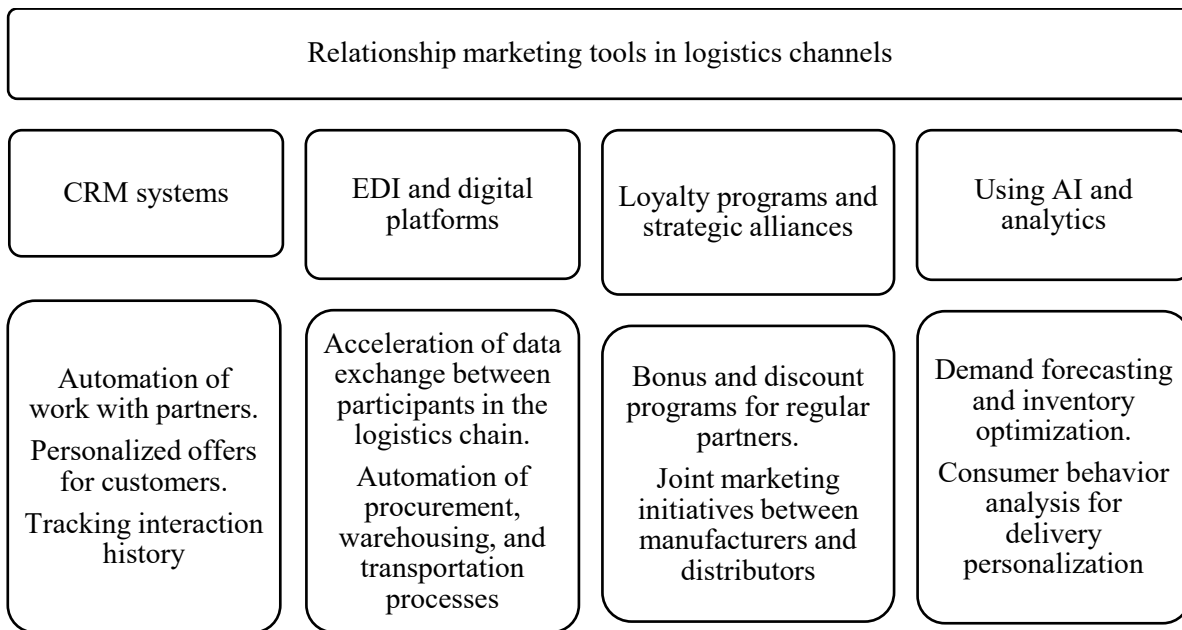 Relationship marketing tools in logistics channels
CRM systems
EDI and digital
platforms
Loyalty programs and
strategic alliances
Using AI and
analytics
Automation of
work with partners.
Personalized offers
for customers.
Tracking interaction
history
Acceleration of data
exchange between
participants in the
logistics chain.
Automation of
procurement,
warehousing, and
transportation
processes
Bonus and discount
programs for regular
partners.
Joint marketing
initiatives between
manufacturers and
distributors
Demand forecasting
and inventory
optimization.
Consumer behavior
analysis for
delivery
personalization